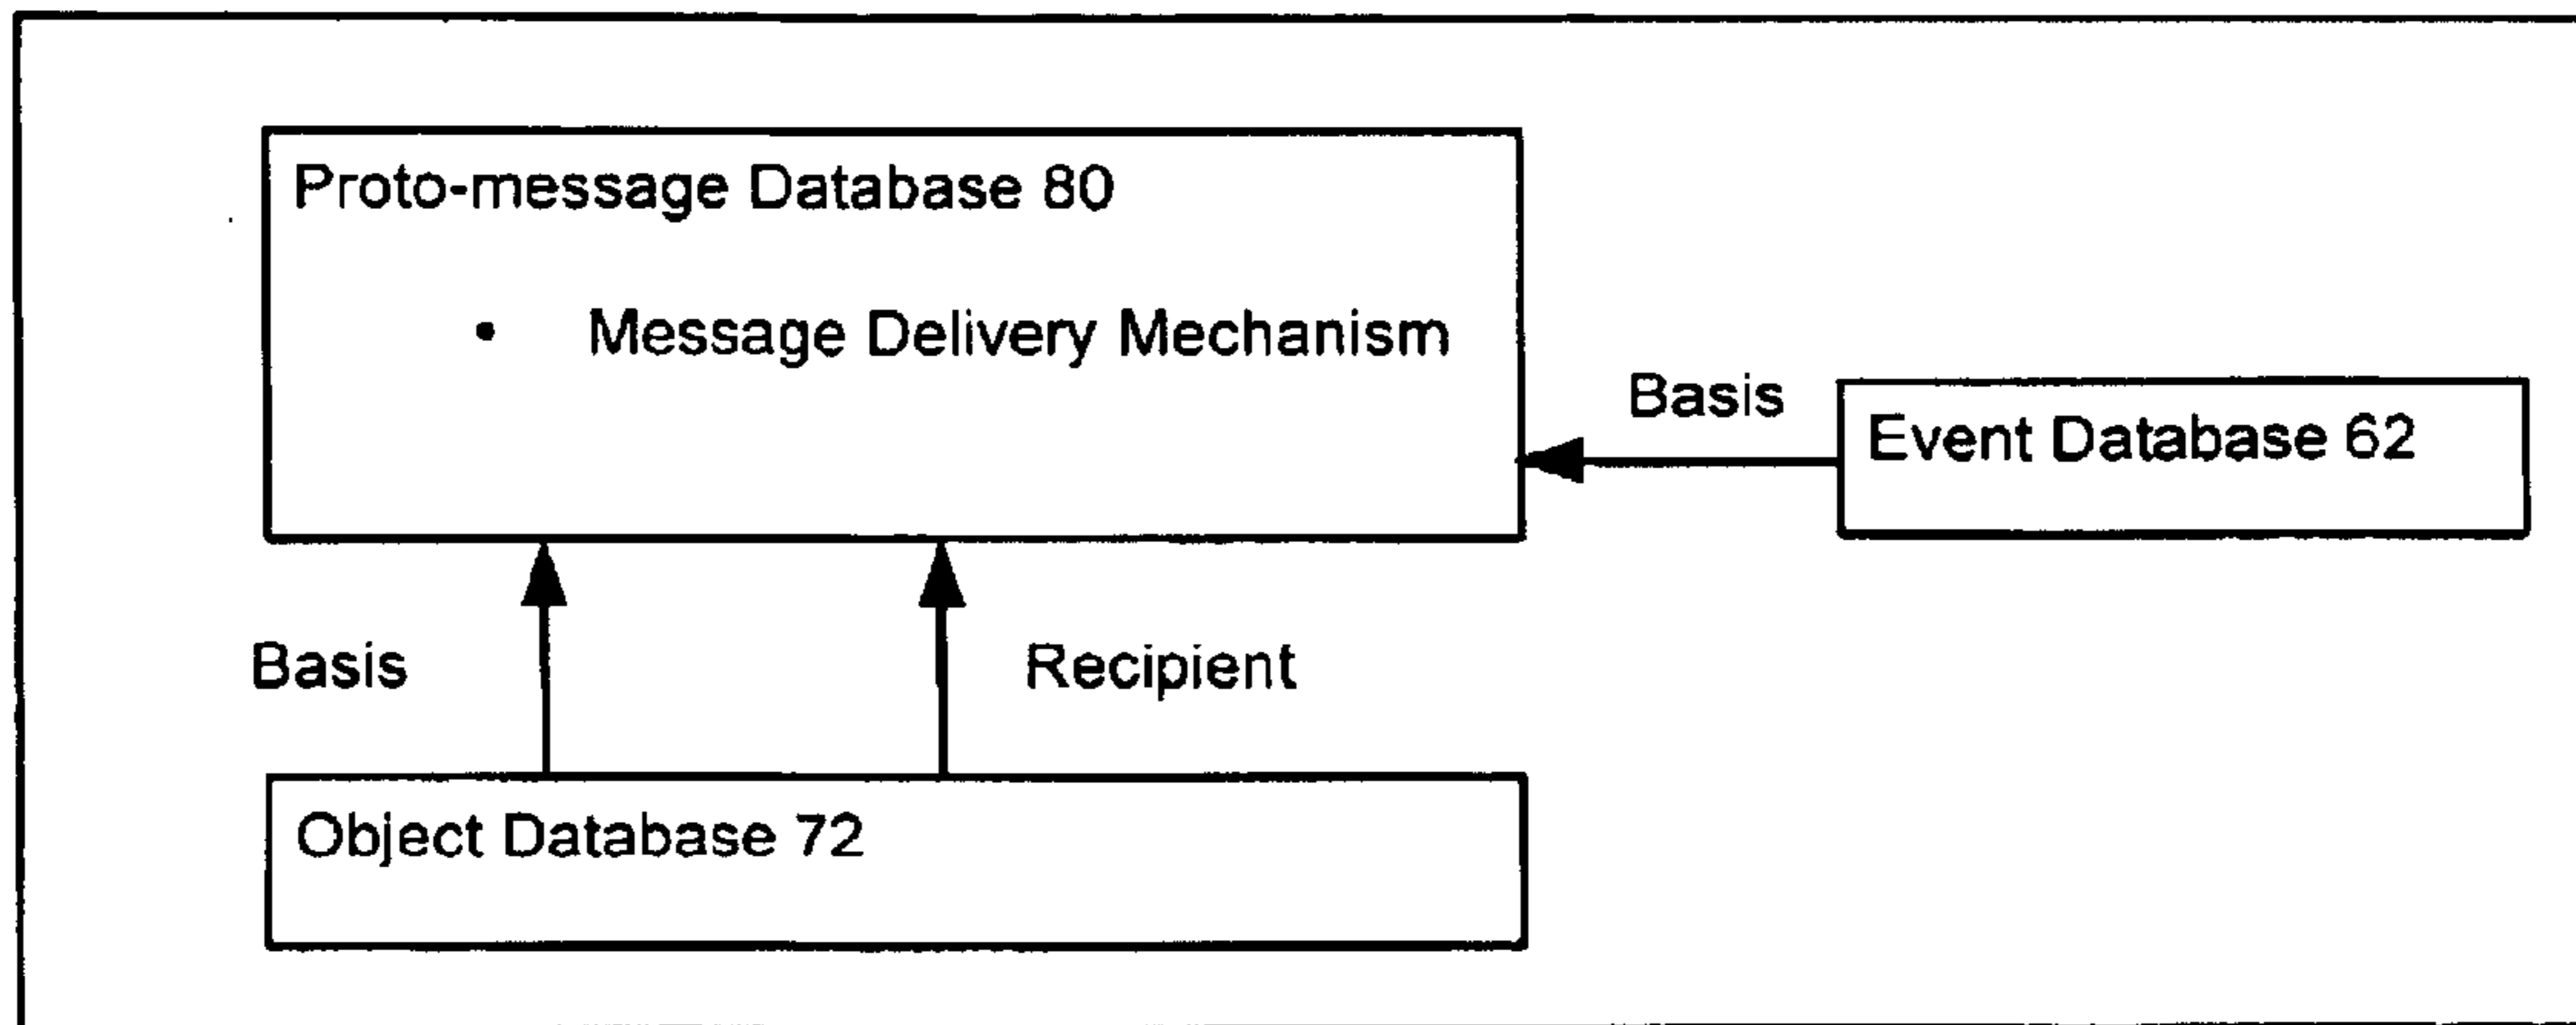 Proto-message Database 80
• Message Delivery Mechanism
Basis
Event Database 62
Basis
Recipient
Object Database 72